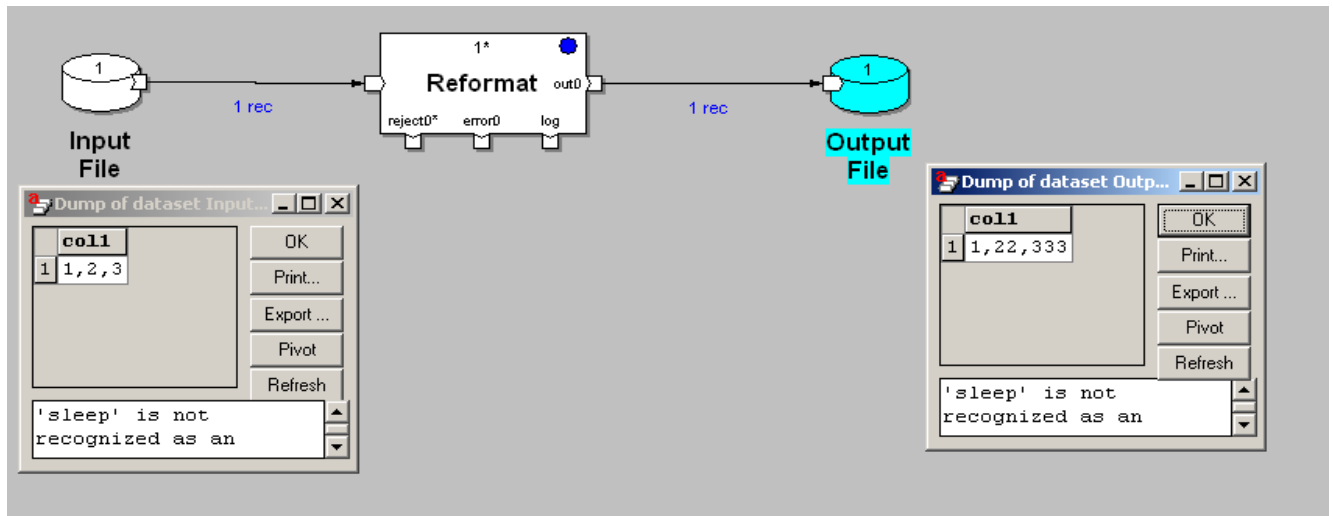 1
1 rec
Input
File
1*
Reformat
out0
reject0*
error0
log
1 rec
1
Output
File
Dump of dataset Input...
col1
1
1,2,3
OK
Print...
Export ...
Pivot
Refresh
'sleep' is not
recognized as an
Dump of dataset Outp...
col1
1
1,22,333
OK
Print...
Export ...
Pivot
Refresh
'sleep' is not
recognized as an